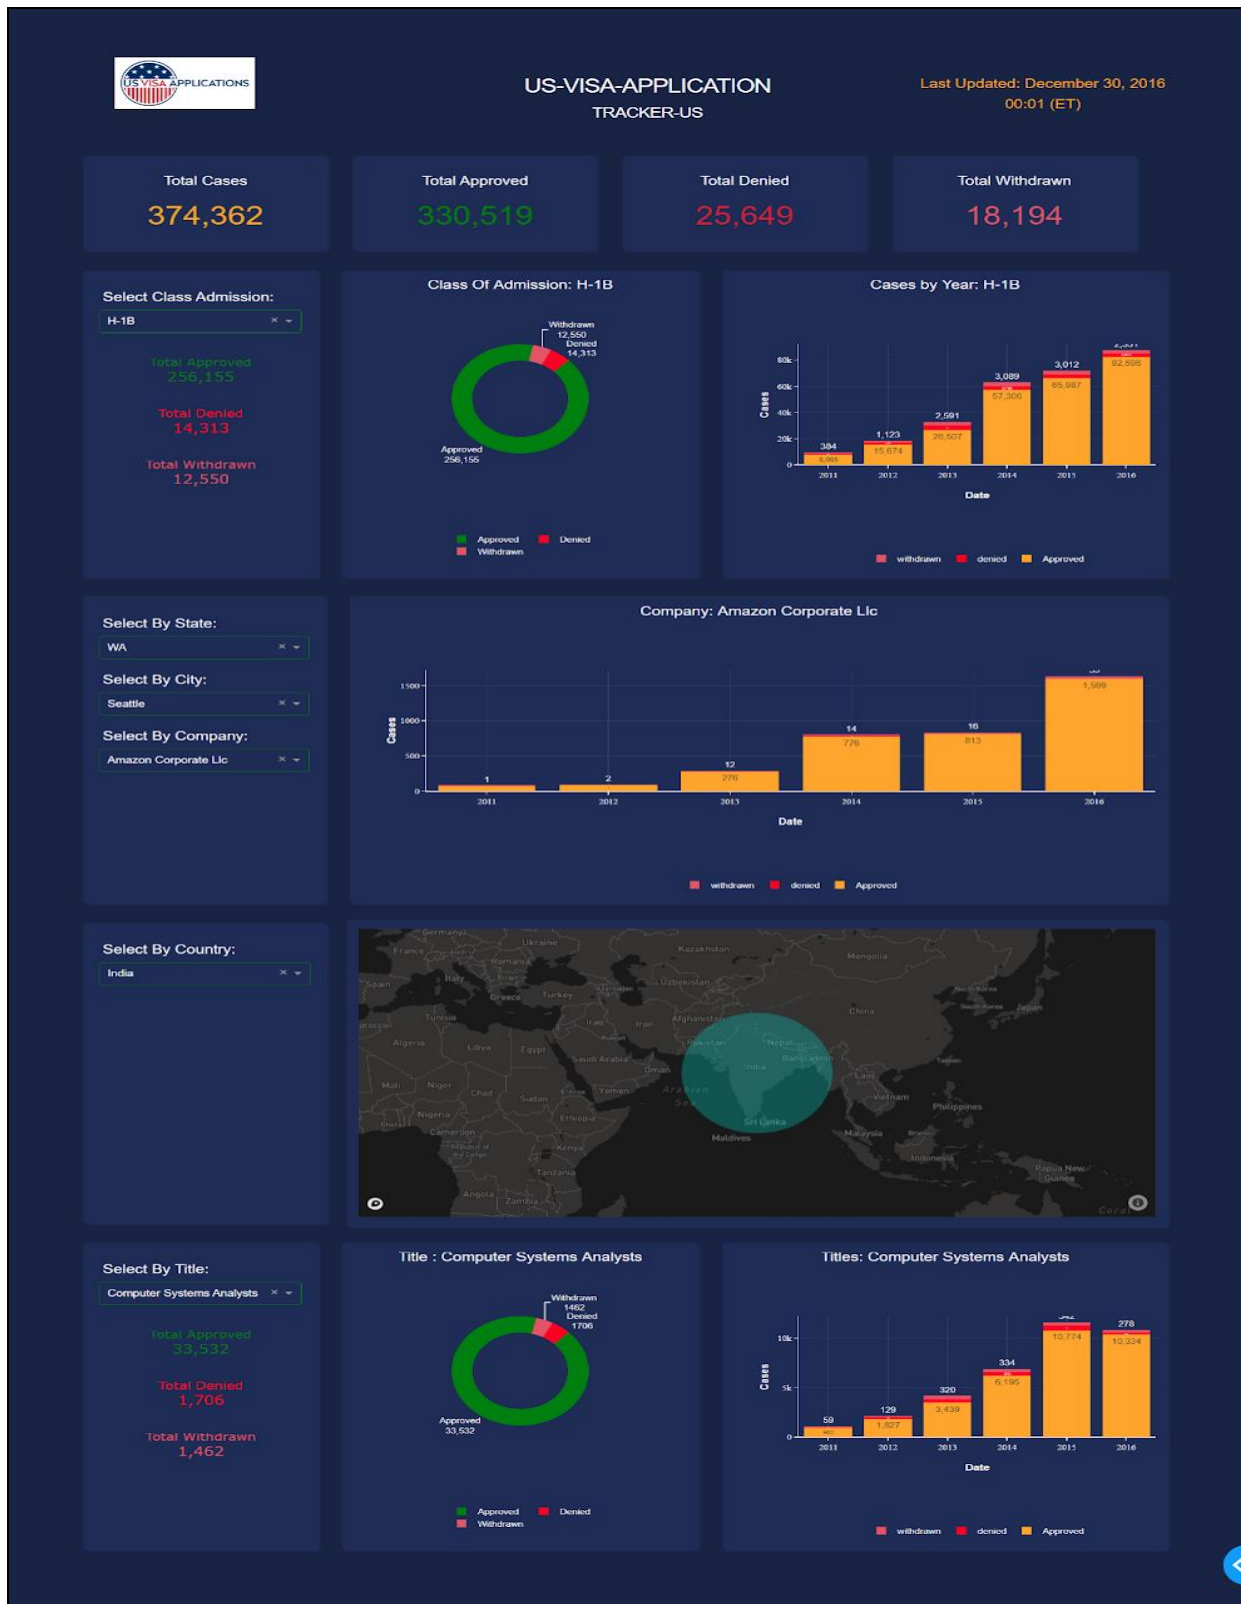 US VISA APPLICATIONS
US-VISA-APPLICATION
TRACKER-US
Last Updated: December 30, 2016
00:01 (ET)
Total Cases
374,362
Total Approved
330,519
Total Denied
25,649
Total Withdrawn
18,194
Select Class Admission:
H-1B
Total Approved
256,155
Total Denied
14,313
Total Withdrawn
12,550
Class Of Admission: H-1B
Withdrawn
12,550
Denied
14,313
Approved
256,155
Approved
Denied
Withdrawn
Cases by Year: H-1B
Cases
80k
60k
40k
20k
0
384
1,123
15,674
2,591
26,507
3,089
57,306
3,012
65,987
2011
2012
2013
2014
2015
2016
Date
withdrawn
denied
Approved
Select By State:
WA
Select By City:
Seattle
Select By Company:
Amazon Corporate Llc
Company: Amazon Corporate Llc
Cases
1500
1000
500
0
1
2
12
276
14
776
16
813
1,599
2011
2012
2013
2014
2015
2016
Date
withdrawn
denied
Approved
Select By Country:
India
Germany
Ukraine
Kazakhstan
Mongolia
France
Romania
Spain
Italy
Greece
Turkey
Uzbekistan
North Korea
South Korea
Japan
China
Tunisia
Iraq
Iran
Afghanistan
Pakistan
Nepal
Algeria
Libya
Egypt
Saudi Arabia
Oman
India
Bangladesh
Taiwan
Mali
Niger
Chad
Sudan
Eritrea
Yemen
Arabian
Sea
Laos
Vietnam
Philippines
Nigeria
Ghana
Ethiopia
Sri Lanka
Cameroon
Maldives
Malaysia
Brunei
Republic of
the Congo
Kenya
Indonesia
Tanzania
Papua New
Guinea
Angola
Zambia
Coral
Select By Title:
Computer Systems Analysts
Total Approved
33,532
Total Denied
1,706
Total Withdrawn
1,462
Title : Computer Systems Analysts
Withdrawn
1462
Denied
1706
Approved
33,532
Approved
Denied
Withdrawn
Titles: Computer Systems Analysts
Cases
10k
5k
0
59
129
1,827
320
3,439
334
6,195
342
10,774
278
10,334
2011
2012
2013
2014
2015
2016
Date
withdrawn
denied
Approved